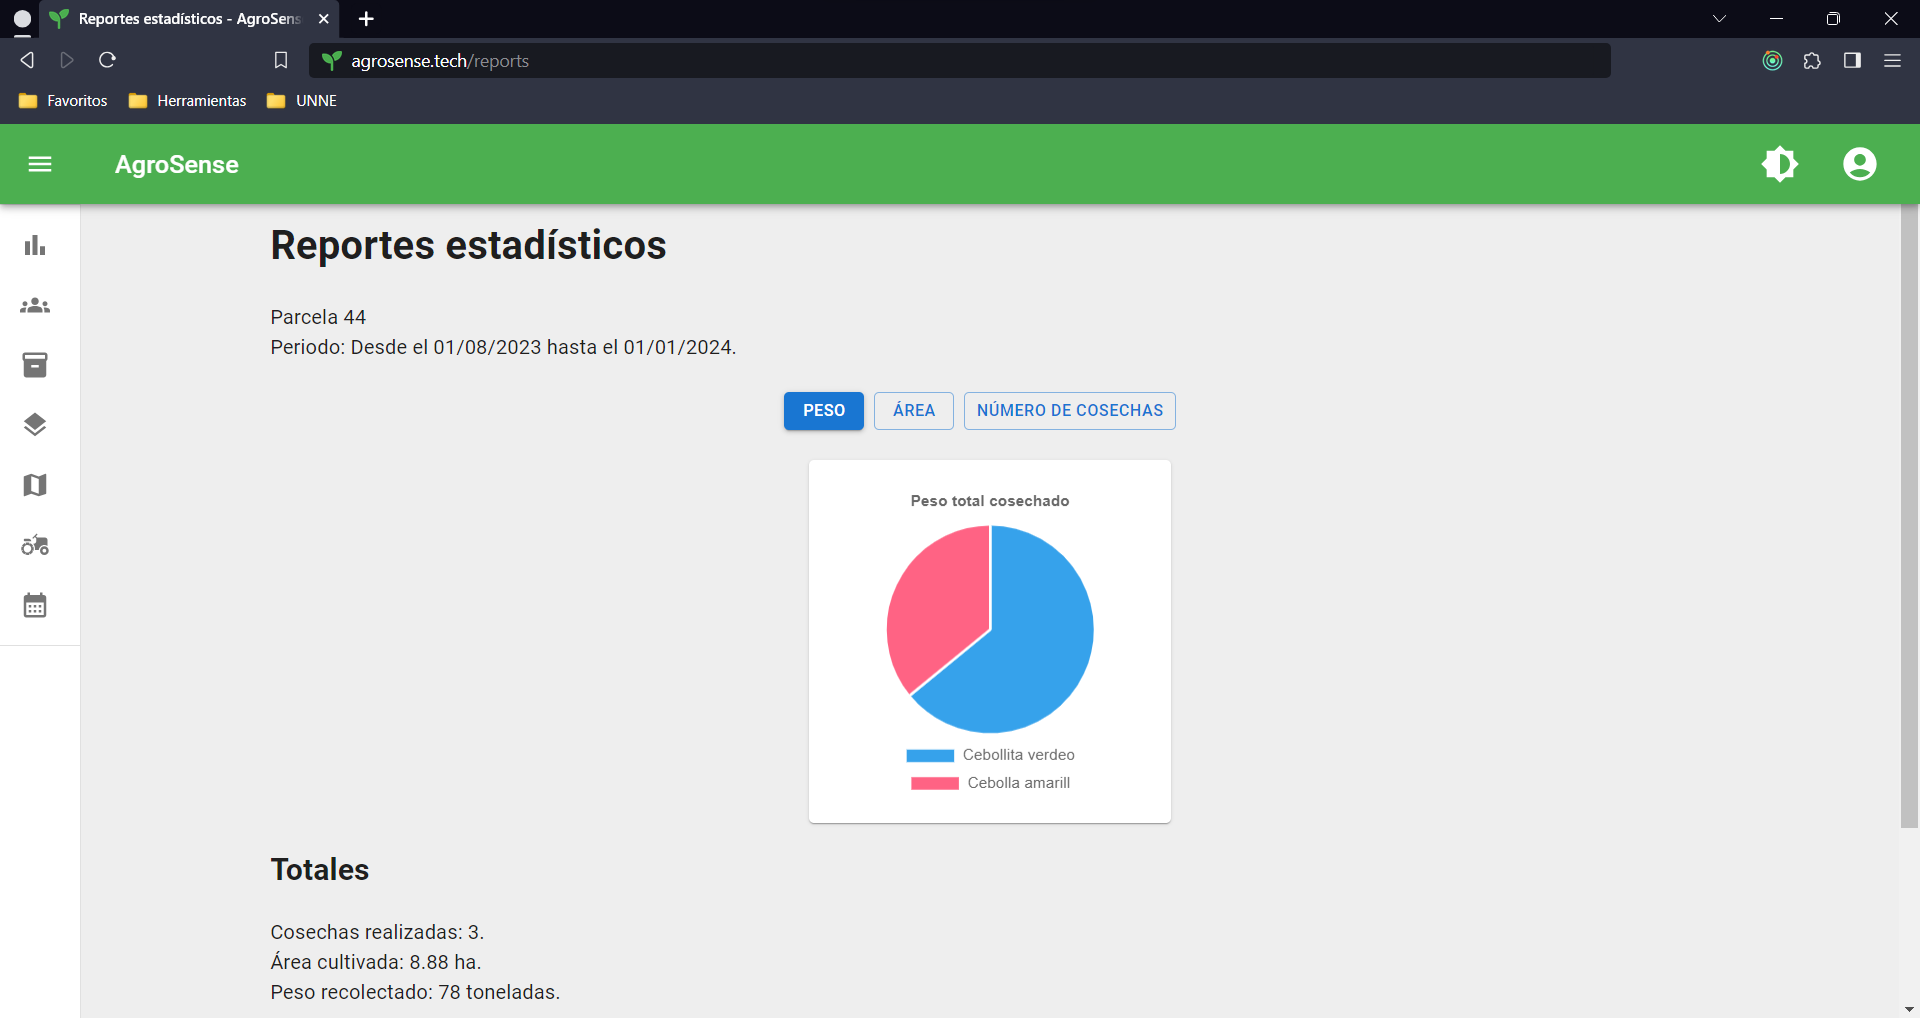 Reportes estadísticos - AgroSens
agrosense.tech/reports
Favoritos
Herramientas
UNNE
AgroSense
Reportes estadísticos
Parcela 44
Periodo: Desde el 01/08/2023 hasta el 01/01/2024.
PESO
ÁREA
NÚMERO DE COSECHAS
Peso total cosechado
Cebollita verdeo
Cebolla amarill
Totales
Cosechas realizadas: 3.
Área cultivada: 8.88 ha.
Peso recolectado: 78 toneladas.